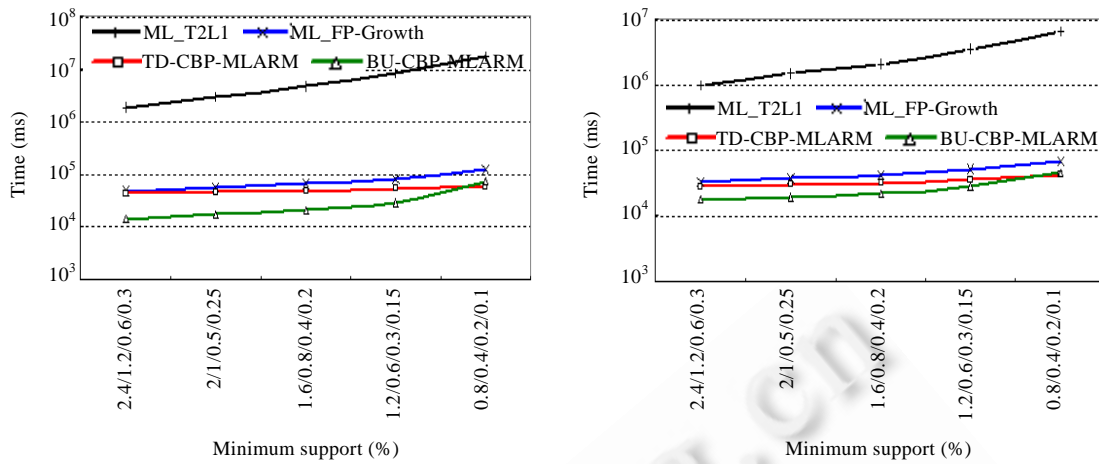 10^8
ML_T2L1 ML_FP-Growth
10^7
TD-CBP-MLARM BU-CBP-MLARM
10^6
10^5
10^4
10^3
Time (ms)
2.4/1.2/0.6/0.3
2/1/0.5/0.25
1.6/0.8/0.4/0.2
1.2/0.6/0.3/0.15
0.8/0.4/0.2/0.1
Minimum support (%)
10^7
10^6
ML_T2L1 ML_FP-Growth
TD-CBP-MLARM BU-CBP-MLARM
10^5
10^4
10^3
Time (ms)
2.4/1.2/0.6/0.3
2/1/0.5/0.25
1.6/0.8/0.4/0.2
1.2/0.6/0.3/0.15
0.8/0.4/0.2/0.1
Minimum support (%)